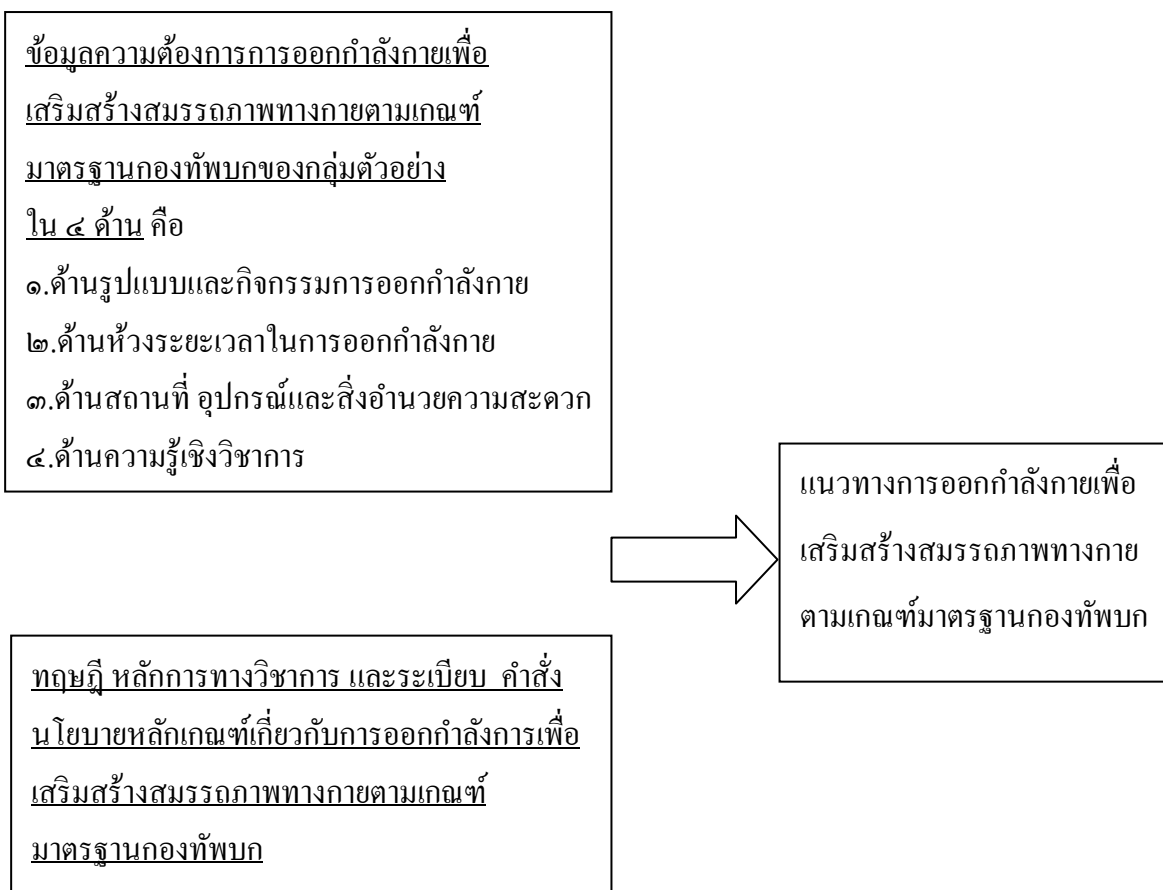 ข้อมูลความต้องการการออกกำลังกายเพื่อ
เสริมสร้างสมรรถภาพทางกายตามเกณฑ์
มาตรฐานกองทัพบกของกลุ่มตัวอย่าง
ใน ๔ ด้าน คือ
๑.ด้านรูปแบบและกิจกรรมการออกกำลังกาย
๒.ด้านห้วงระยะเวลาในการออกกำลังกาย
๓.ด้านสถานที่ อุปกรณ์และสิ่งอำนวยความสะดวก
๔.ด้านความรู้เชิงวิชาการ
ทฤษฎี หลักการทางวิชาการ และระเบียบ คำสั่ง
นโยบายหลักเกณฑ์เกี่ยวกับการออกกำลังการเพื่อ
เสริมสร้างสมรรถภาพทางกายตามเกณฑ์
มาตรฐานกองทัพบก
แนวทางการออกกำลังกายเพื่อ
เสริมสร้างสมรรถภาพทางกาย
ตามเกณฑ์มาตรฐานกองทัพบก